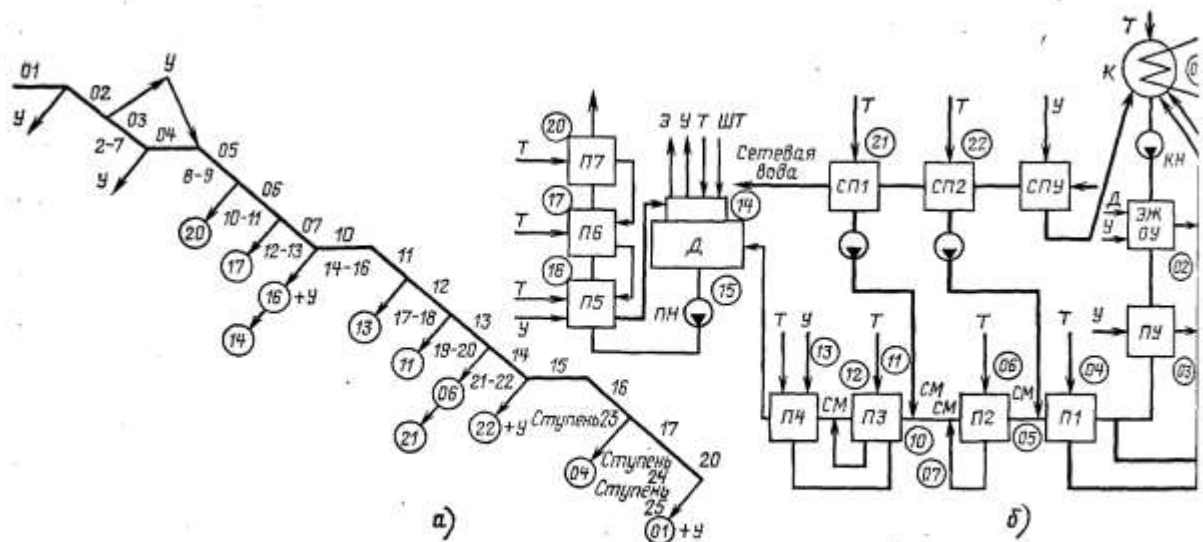 01
У
02
У
03
2-7
04
У
05
8-9
06
20
10-11
07
17
12-13
10
14-16
16
+У
14
11
12
13
17-18
13
11
19-20
14
06
21-22
15
21
22
+У
16
Ступень 23
17
04
Ступень
24
20
Ступень
25
01
+У
а)
20
Т
П7
17
Т
П6
16
Т
П5
У
Э У Т ШТ
14
Д
15
ПН
Сетевая
вода
Т
21
СП1
Т
22
СП2
У
СПУ
Т
К
КН
Д
У
ЭЖ
ОУ
02
У
ПУ
03
Т У
13
П4
СМ
12
Т
11
П3
СМ
СМ
10
07
Т
06
П2
СМ
05
Т
04
П1
б)